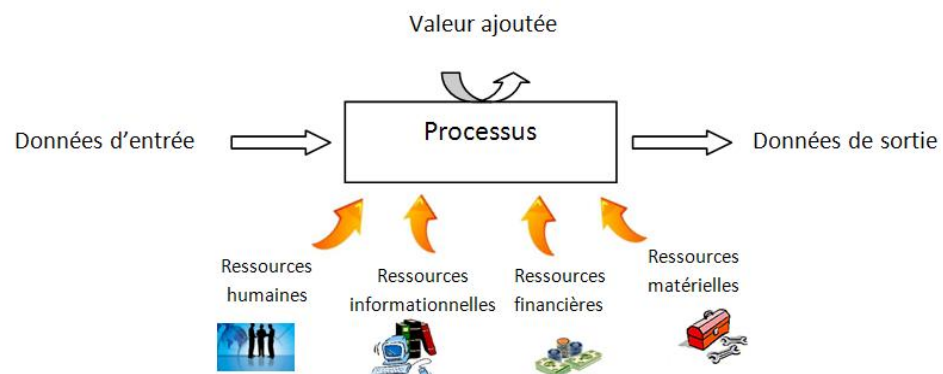 Valeur ajoutée
Processus
Données d'entrée
Données de sortie
Ressources
humaines
Ressources
informationnelles
Ressources
financières
Ressources
matérielles